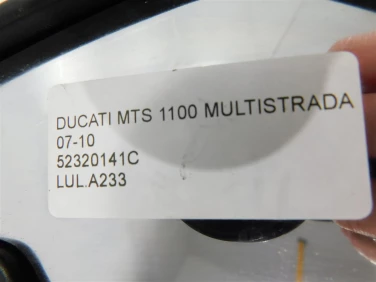 DUCATI MTS 1100 MULTISTRADA
07-10
52320141C
LUL.A233